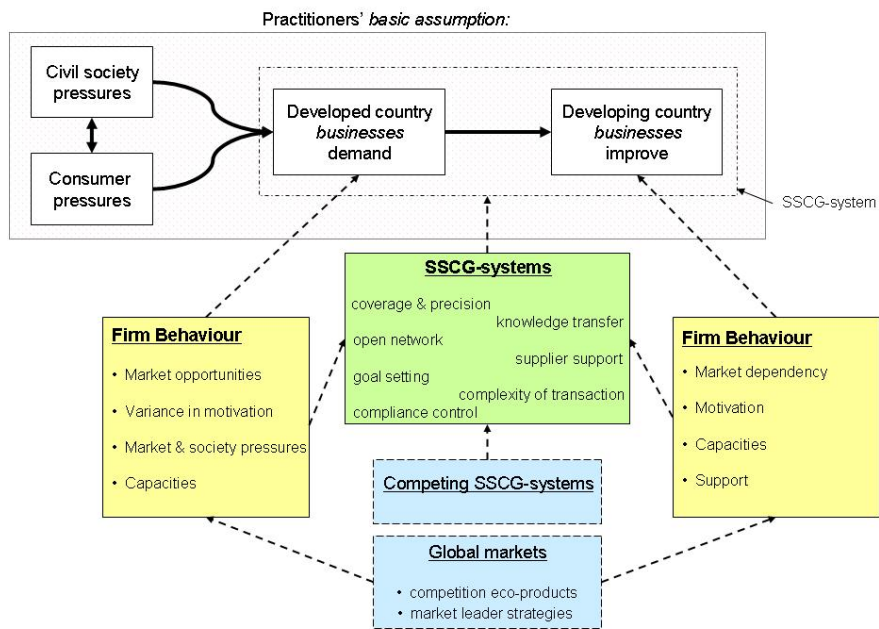 Practitioners' basic assumption:
Civil society
pressures
Consumer
pressures
Developed country
businesses
demand
Developing country
businesses
improve
SSCG-system
SSCG-systems
coverage & precision
knowledge transfer
open network
supplier support
goal setting
complexity of transaction
compliance control
Firm Behaviour
• Market opportunities
• Variance in motivation
• Market & society pressures
• Capacities
Firm Behaviour
• Market dependency
• Motivation
• Capacities
• Support
Competing SSCG-systems
Global markets
• competition eco-products
• market leader strategies